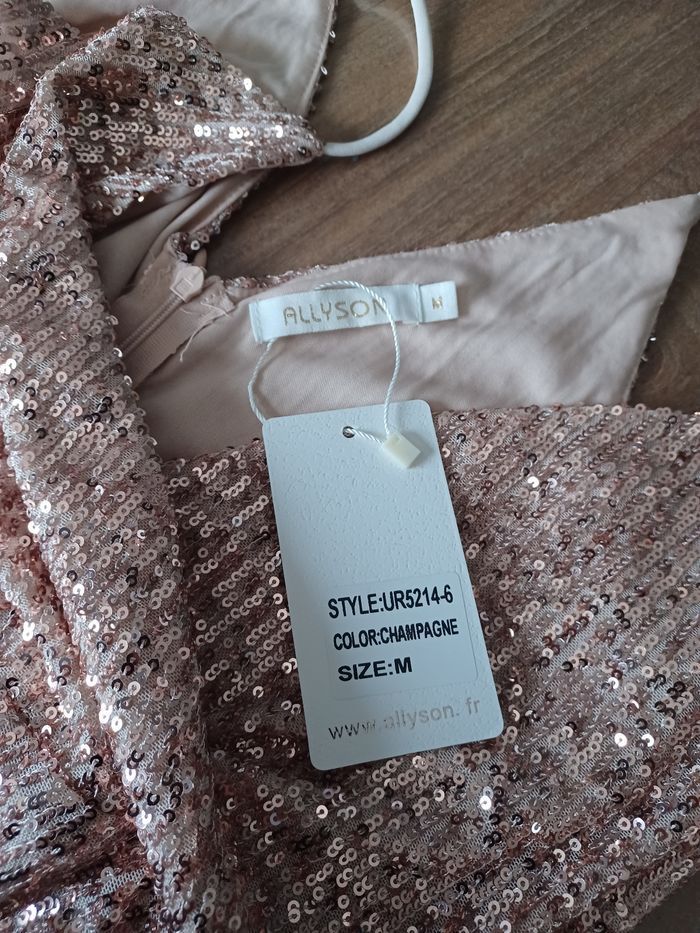 ALLYSON M
STYLE:UR5214-6
COLOR:CHAMPAGNE
SIZE:M
www.allyson.fr